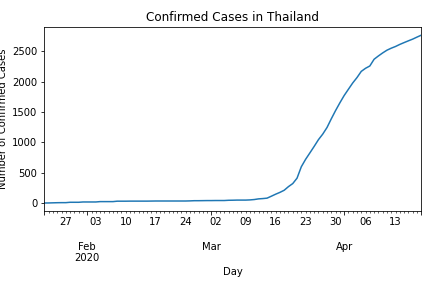 Confirmed Cases in Thailand
Number of Confirmed Cases
2500
2000
1500
1000
500
0
27 03 10 17 24 02 09 16 23 30 06 13
Feb Mar Apr
2020
Day